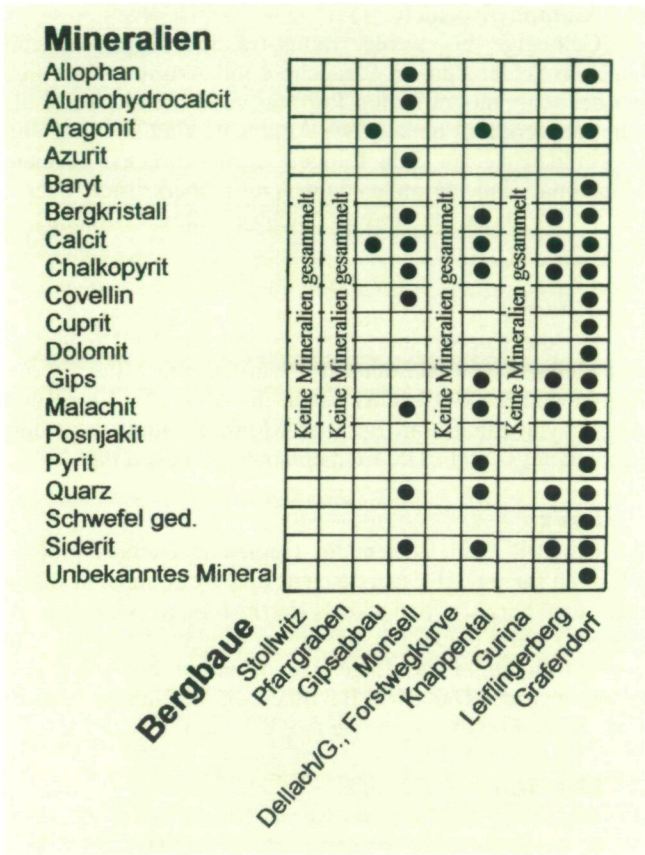 Mineralien
Allophan
Alumohydrocalcit
Aragonit
Azurit
Baryt
Bergkristall
Calcit
Chalkopyrit
Covellin
Cuprit
Dolomit
Gips
Malachit
Posnjakit
Pyrit
Quarz
Schwefel ged.
Siderit
Unbekanntes Mineral
Keine Mineralien gesammelt
Keine Mineralien gesammelt
Keine Mineralien gesammelt
Keine Mineralien gesammelt
Bergbaue
Stollwitz
Pfarrgraben
Gipsabbau
Monsell
Dellach/G., Forstwegkurve
Knappental
Gurina
Leiflingerberg
Grafendorf